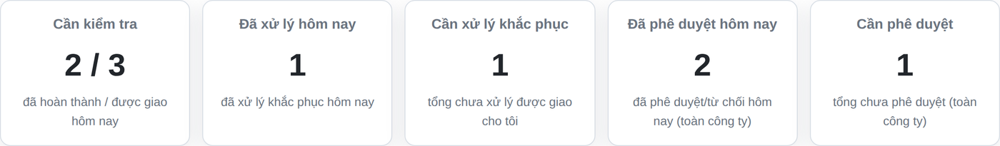 Cần kiểm tra
2 / 3
đã hoàn thành / được giao
hôm nay
Đã xử lý hôm nay
1
đã xử lý khắc phục hôm nay
Cần xử lý khắc phục
1
tổng chưa xử lý được giao
cho tôi
Đã phê duyệt hôm nay
2
đã phê duyệt/từ chối hôm
nay (toàn công ty)
Cần phê duyệt
1
tổng chưa phê duyệt (toàn
công ty)